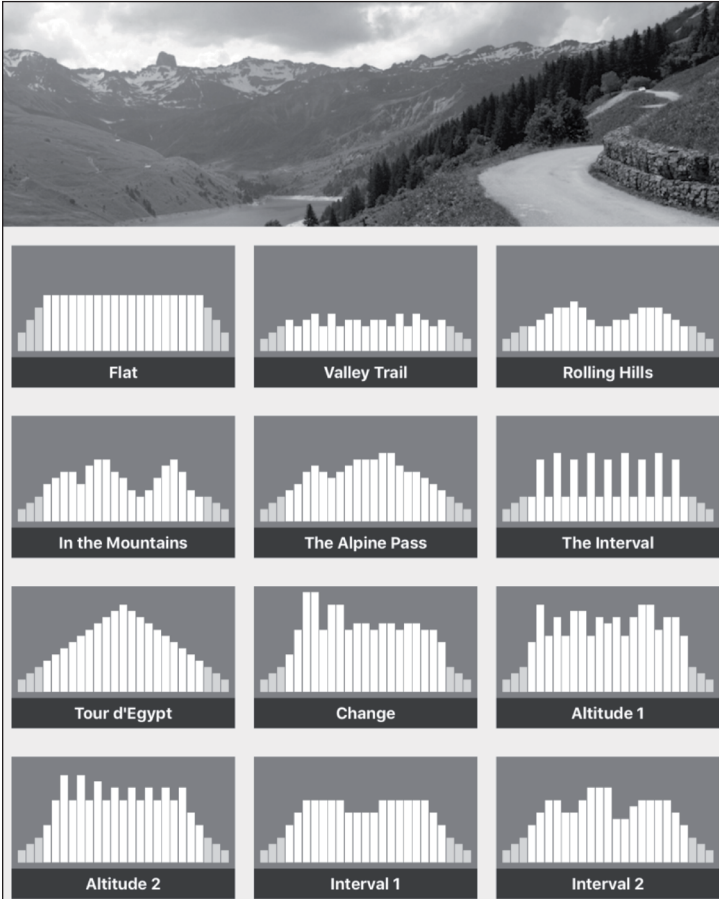 Flat
Valley Trail
Rolling Hills
In the Mountains
The Alpine Pass
The Interval
Tour d'Egypt
Change
Altitude 1
Altitude 2
Interval 1
Interval 2